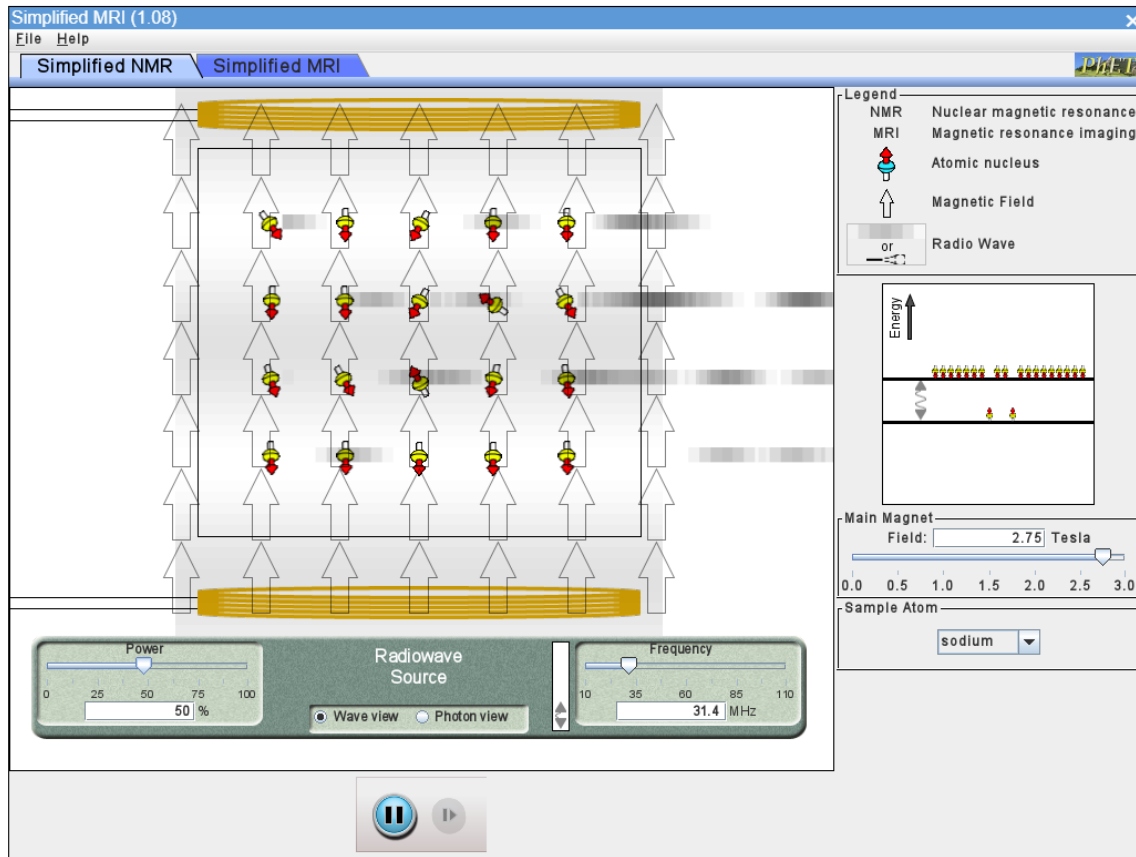 Simplified MRI (1.08)
File Help
Simplified NMR
Simplified MRI
PhET
Legend
NMR Nuclear magnetic resonance
MRI Magnetic resonance imaging
Atomic nucleus
Magnetic Field
or
Radio Wave
Energy
Main Magnet
Field: 2.75 Tesla
0.0 0.5 1.0 1.5 2.0 2.5 3.0
Sample Atom
sodium
Power
0 25 50 75 100
50 %
Radiowave
Source
Wave view Photon view
Frequency
10 35 60 85 110
31.4 MHz